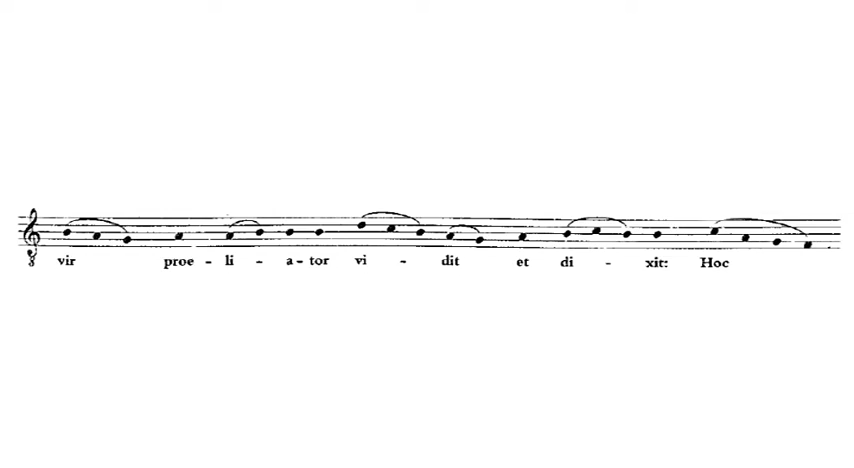 vir proe - li - a - tor vi - dit et di - xit: Hoc